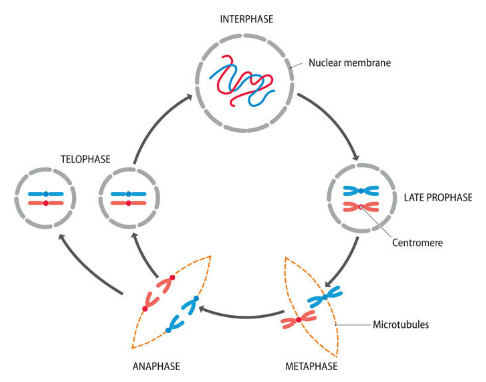 INTERPHASE
Nuclear membrane
TELOPHASE
LATE PROPHASE
Centromere
Microtubules
ANAPHASE
METAPHASE